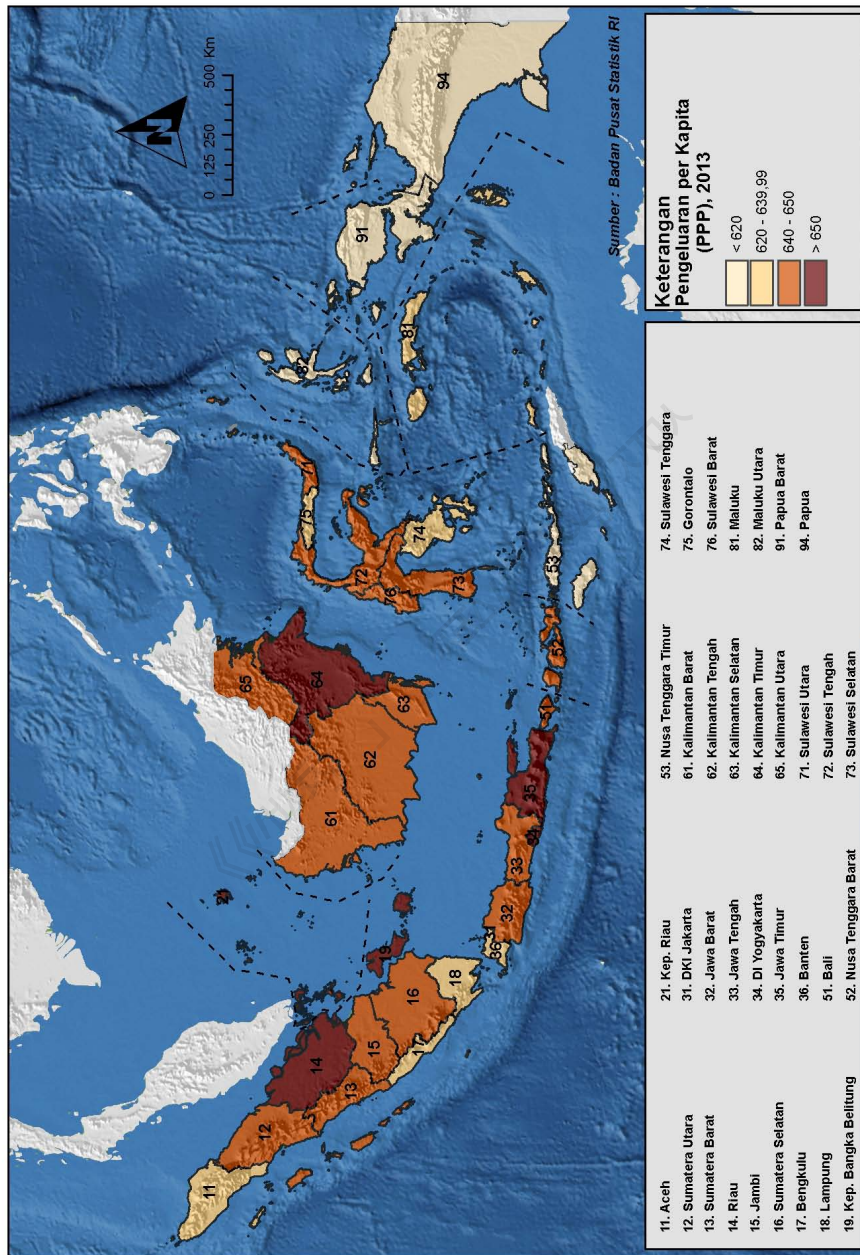 N
0 125 250 500 Km
11
12
13
14
15
16
17
18
19
21
32
33
34
35
36
51
52
53
61
62
63
64
65
71
72
73
74
75
76
81
82
91
94
Sumber : Badan Pusat Statistik RI
11. Aceh
12. Sumatera Utara
13. Sumatera Barat
14. Riau
15. Jambi
16. Sumatera Selatan
17. Bengkulu
18. Lampung
19. Kep. Bangka Belitung
21. Kep. Riau
31. DKI Jakarta
32. Jawa Barat
33. Jawa Tengah
34. DI Yogyakarta
35. Jawa Timur
36. Banten
51. Bali
52. Nusa Tenggara Barat
53. Nusa Tenggara Timur
61. Kalimantan Barat
62. Kalimantan Tengah
63. Kalimantan Selatan
64. Kalimantan Timur
65. Kalimantan Utara
71. Sulawesi Utara
72. Sulawesi Tengah
73. Sulawesi Selatan
74. Sulawesi Tenggara
75. Gorontalo
76. Sulawesi Barat
81. Maluku
82. Maluku Utara
91. Papua Barat
94. Papua
Keterangan
Pengeluaran per Kapita
(PPP), 2013
< 620
620 - 639,99
640 - 650
> 650